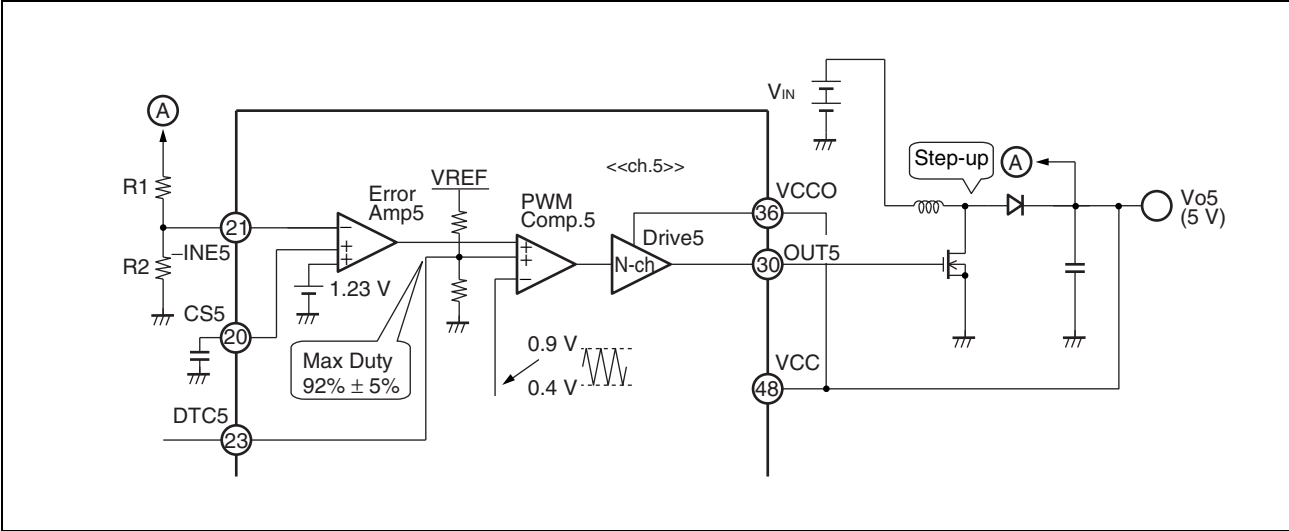 VIN
A
<<ch.5>>
Step-up
A
R1
Error
Amp5
VREF
PWM
Comp.5
VCCO
36
Vo5
(5 V)
21
−INE5
−
+
+
+
+
−
Drive5
N-ch
OUT5
30
R2
1.23 V
CS5
20
Max Duty
92% ± 5%
0.9 V
0.4 V
VCC
48
DTC5
23